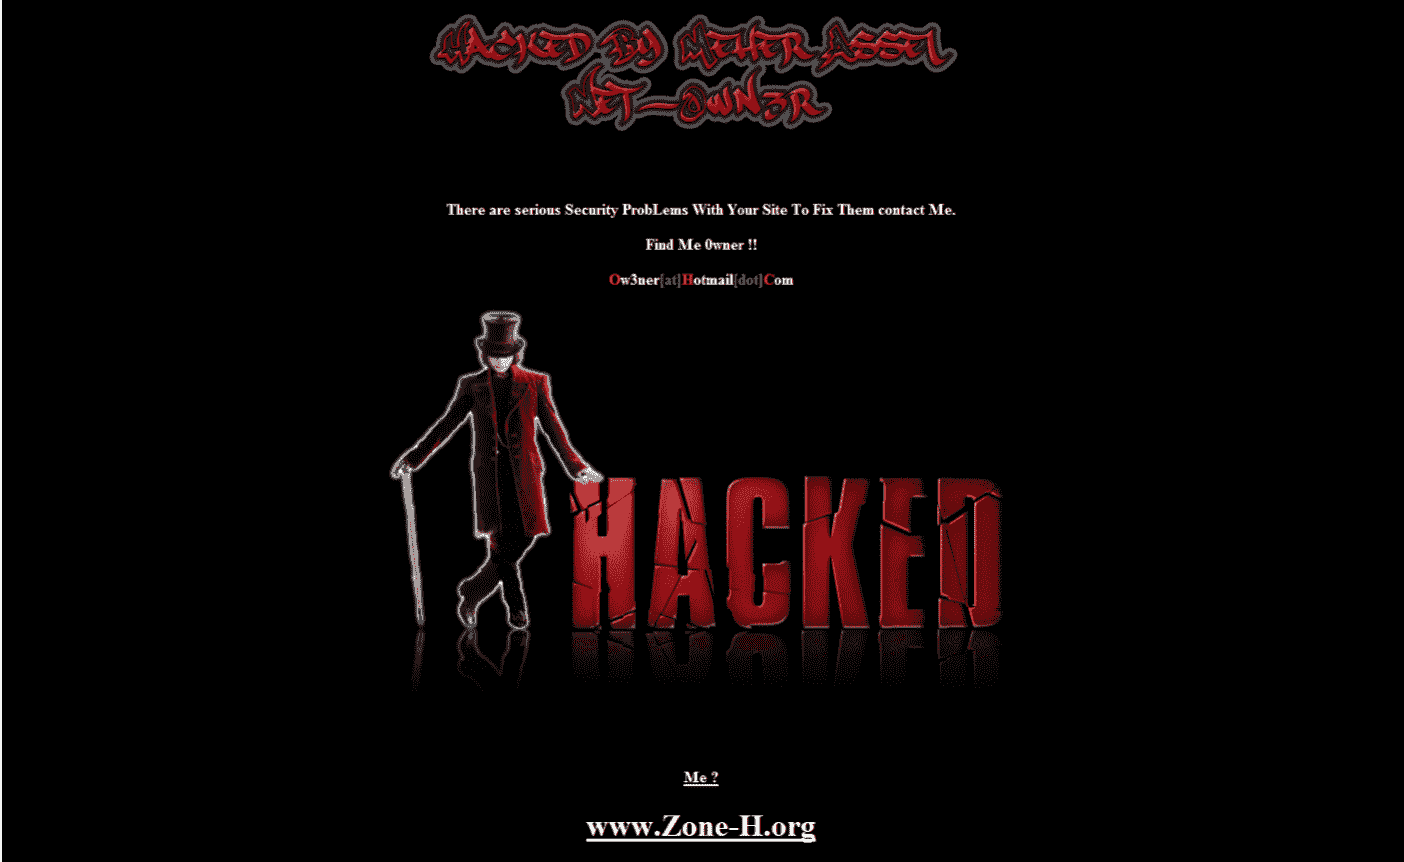 Hacked By Meher Assel
Net-Own3R
There are serious Security ProbLems With Your Site To Fix Them contact Me.
Find Me 0wner !!
Ow3ner[at]Hotmail[dot]Com
HACKED
Me ?
www.Zone-H.org